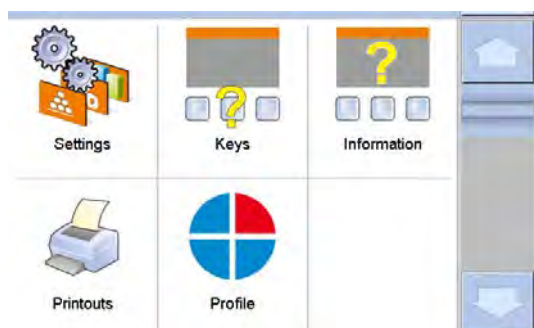 Settings
Keys
Information
Printouts
Profile